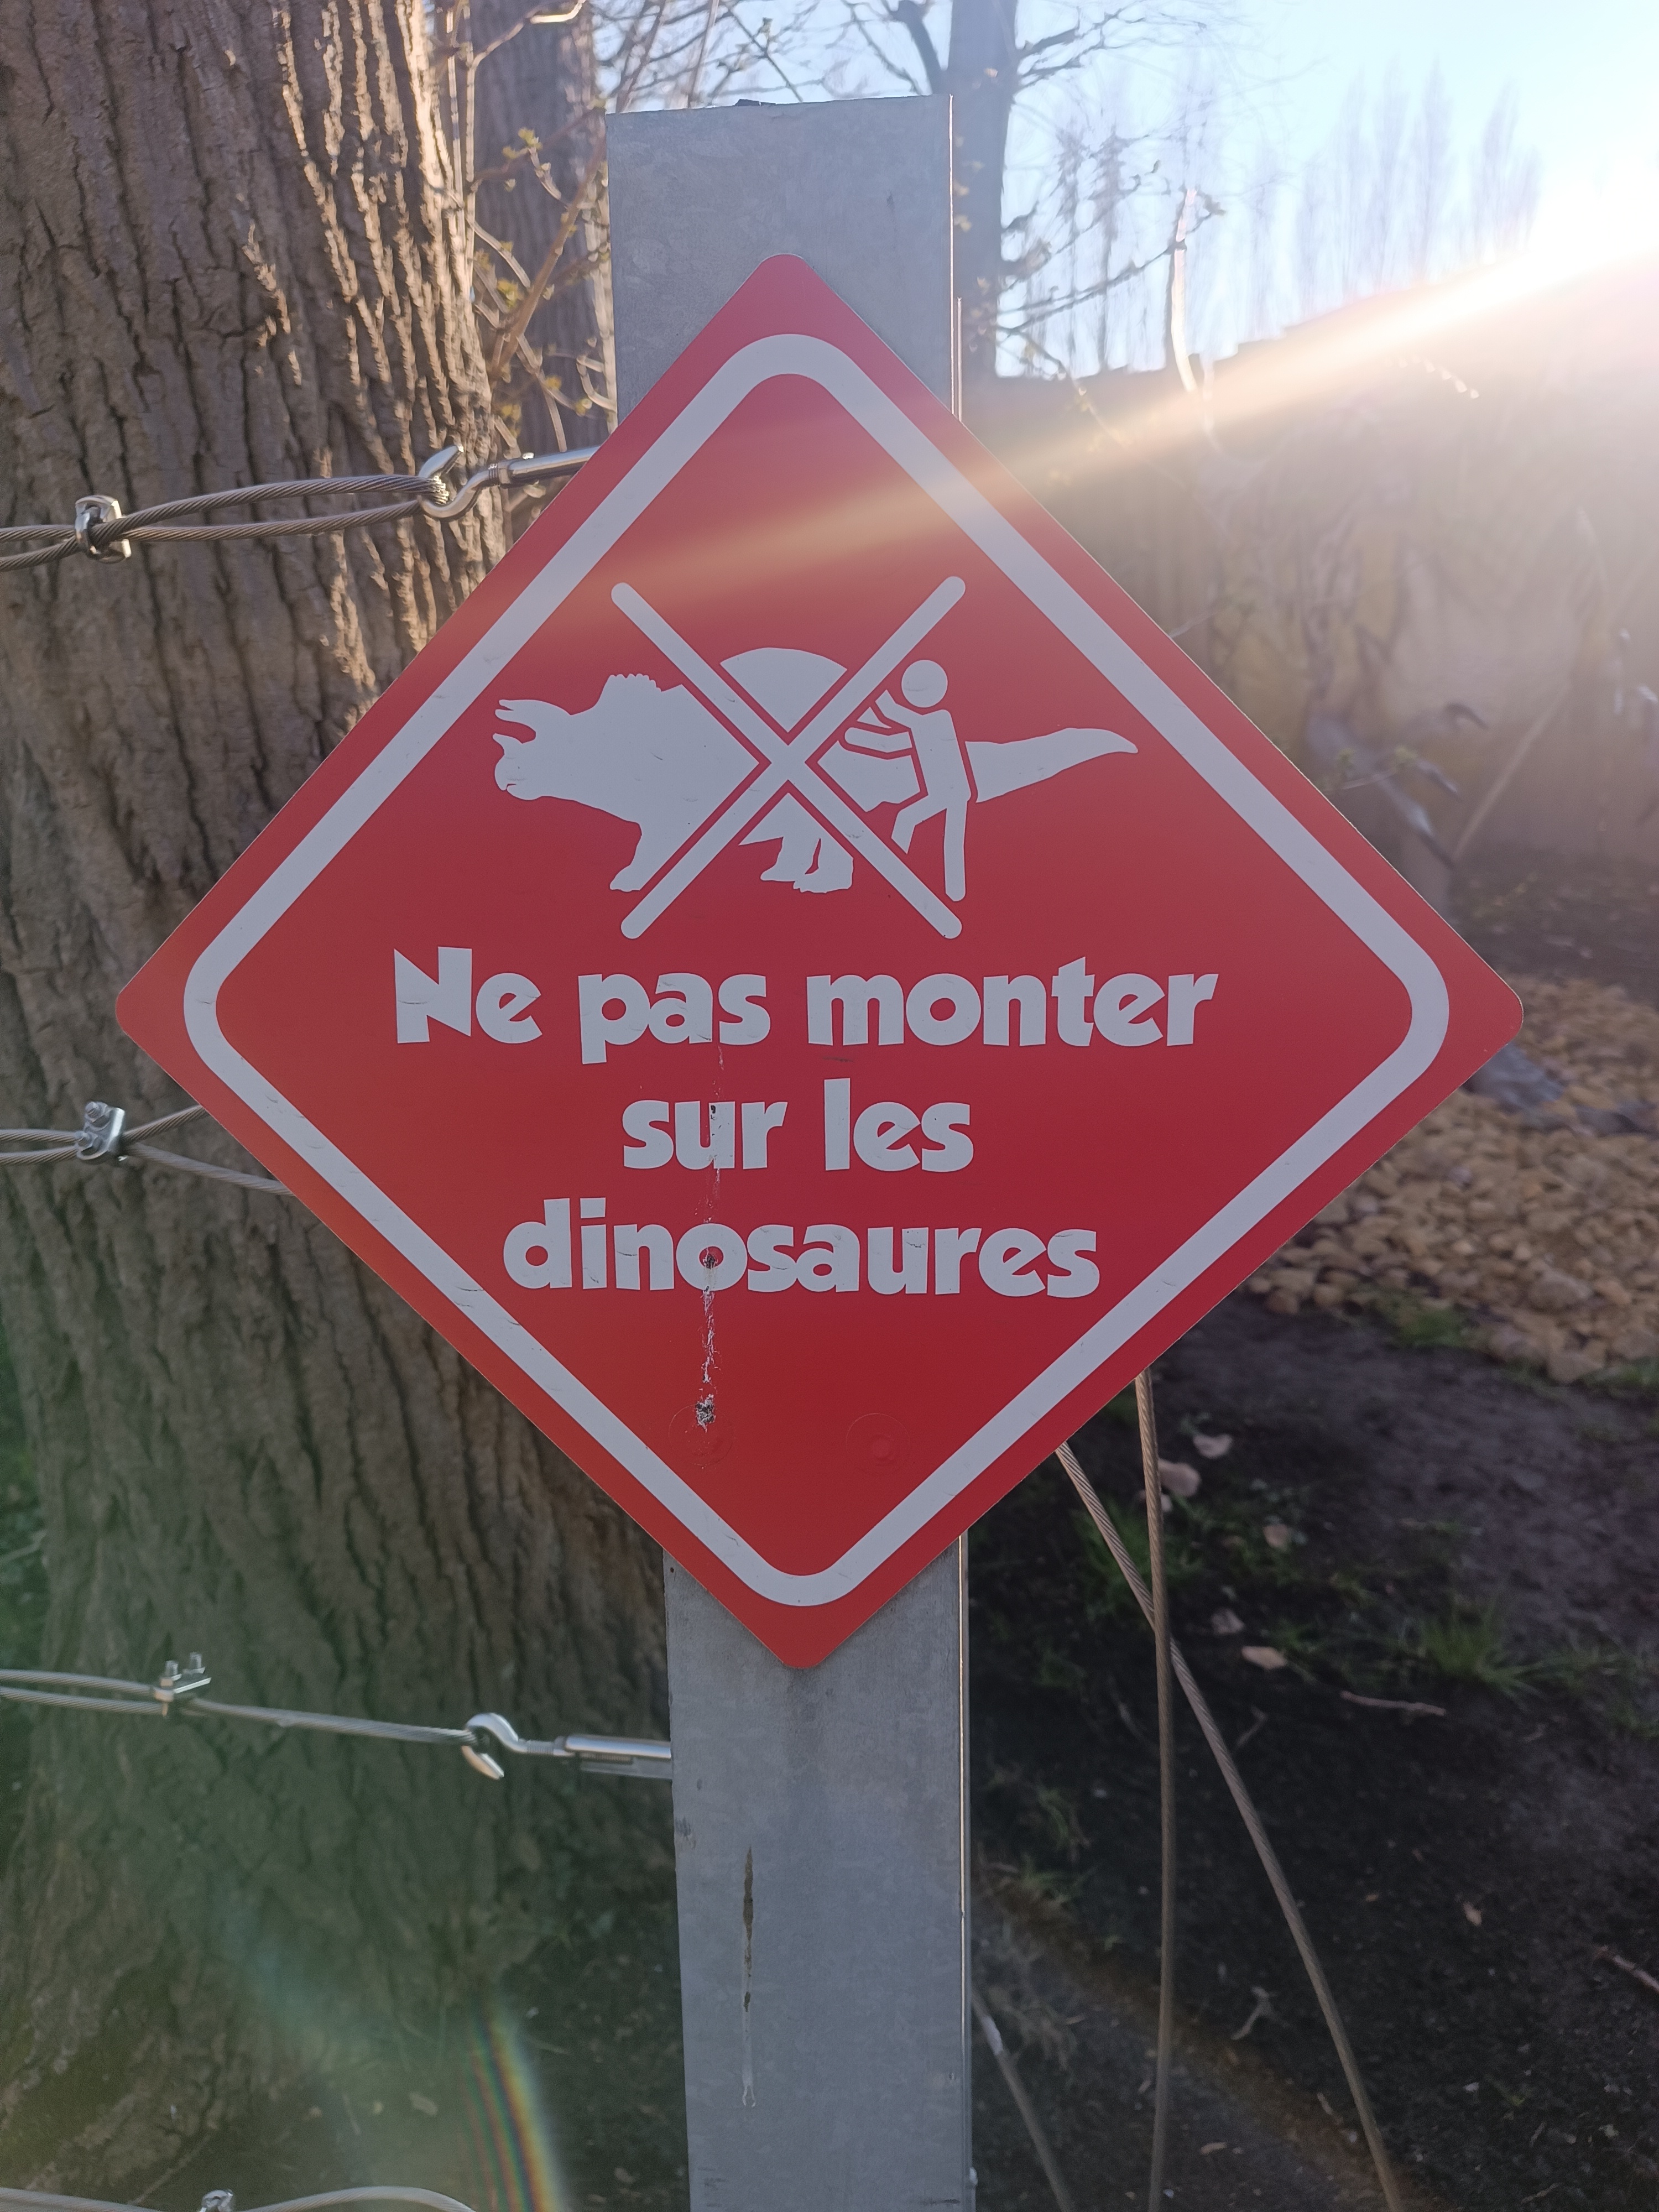 Ne pas monter
sur les
dinosaures